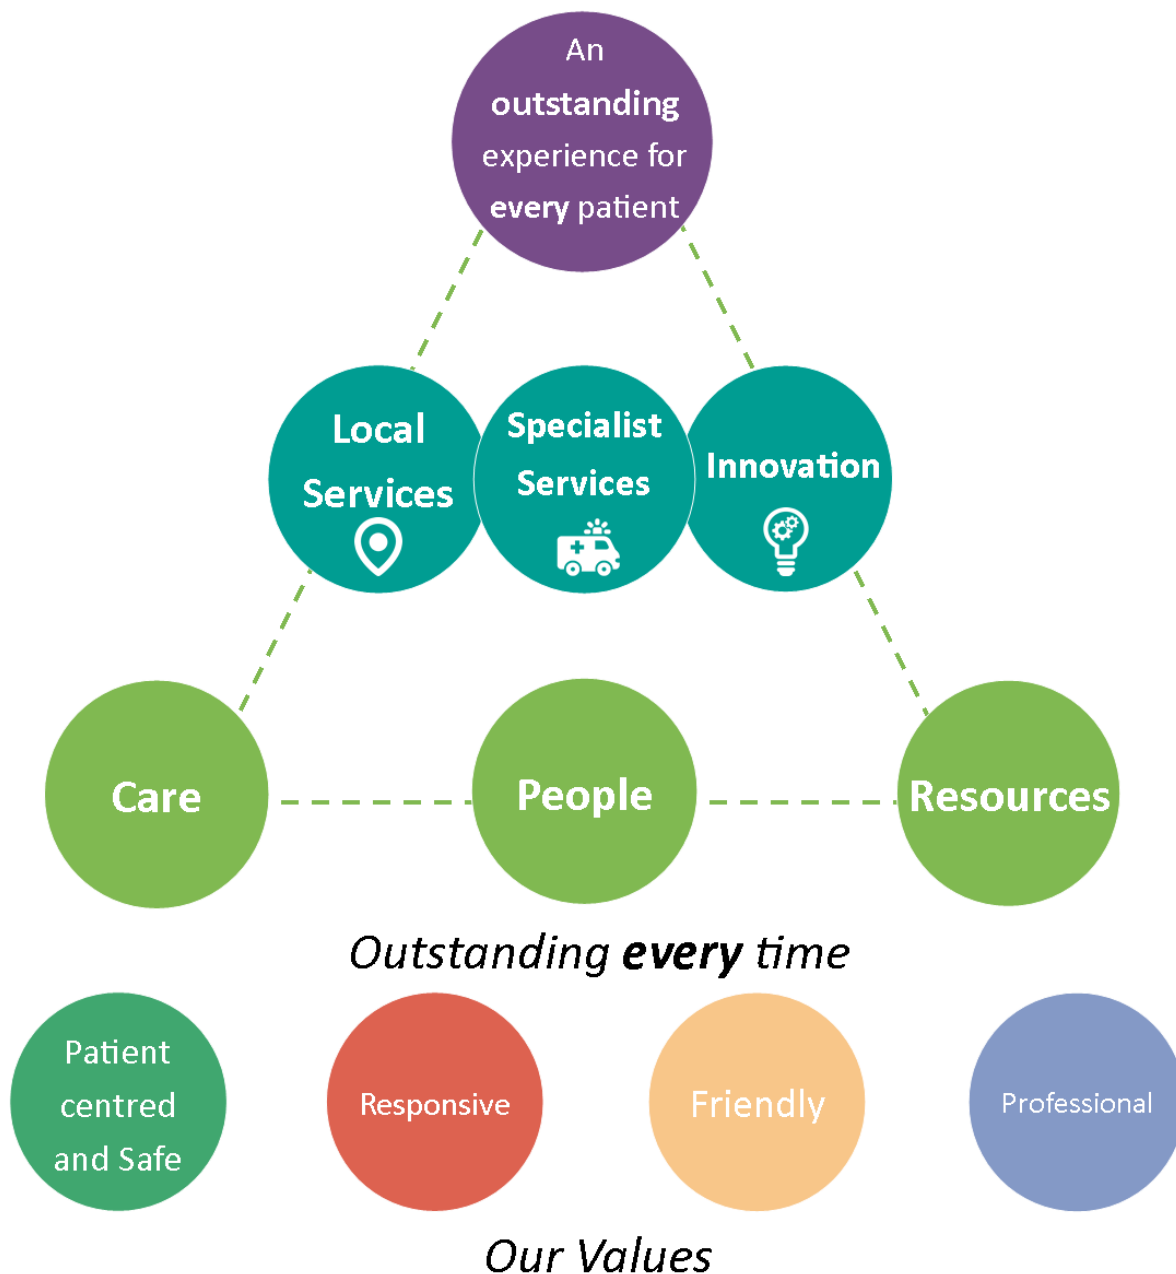 An
outstanding
experience for
every patient
Local
Services
Specialist
Services
Innovation
Care
People
Resources
Outstanding every time
Patient
centred
and Safe
Responsive
Friendly
Professional
Our Values